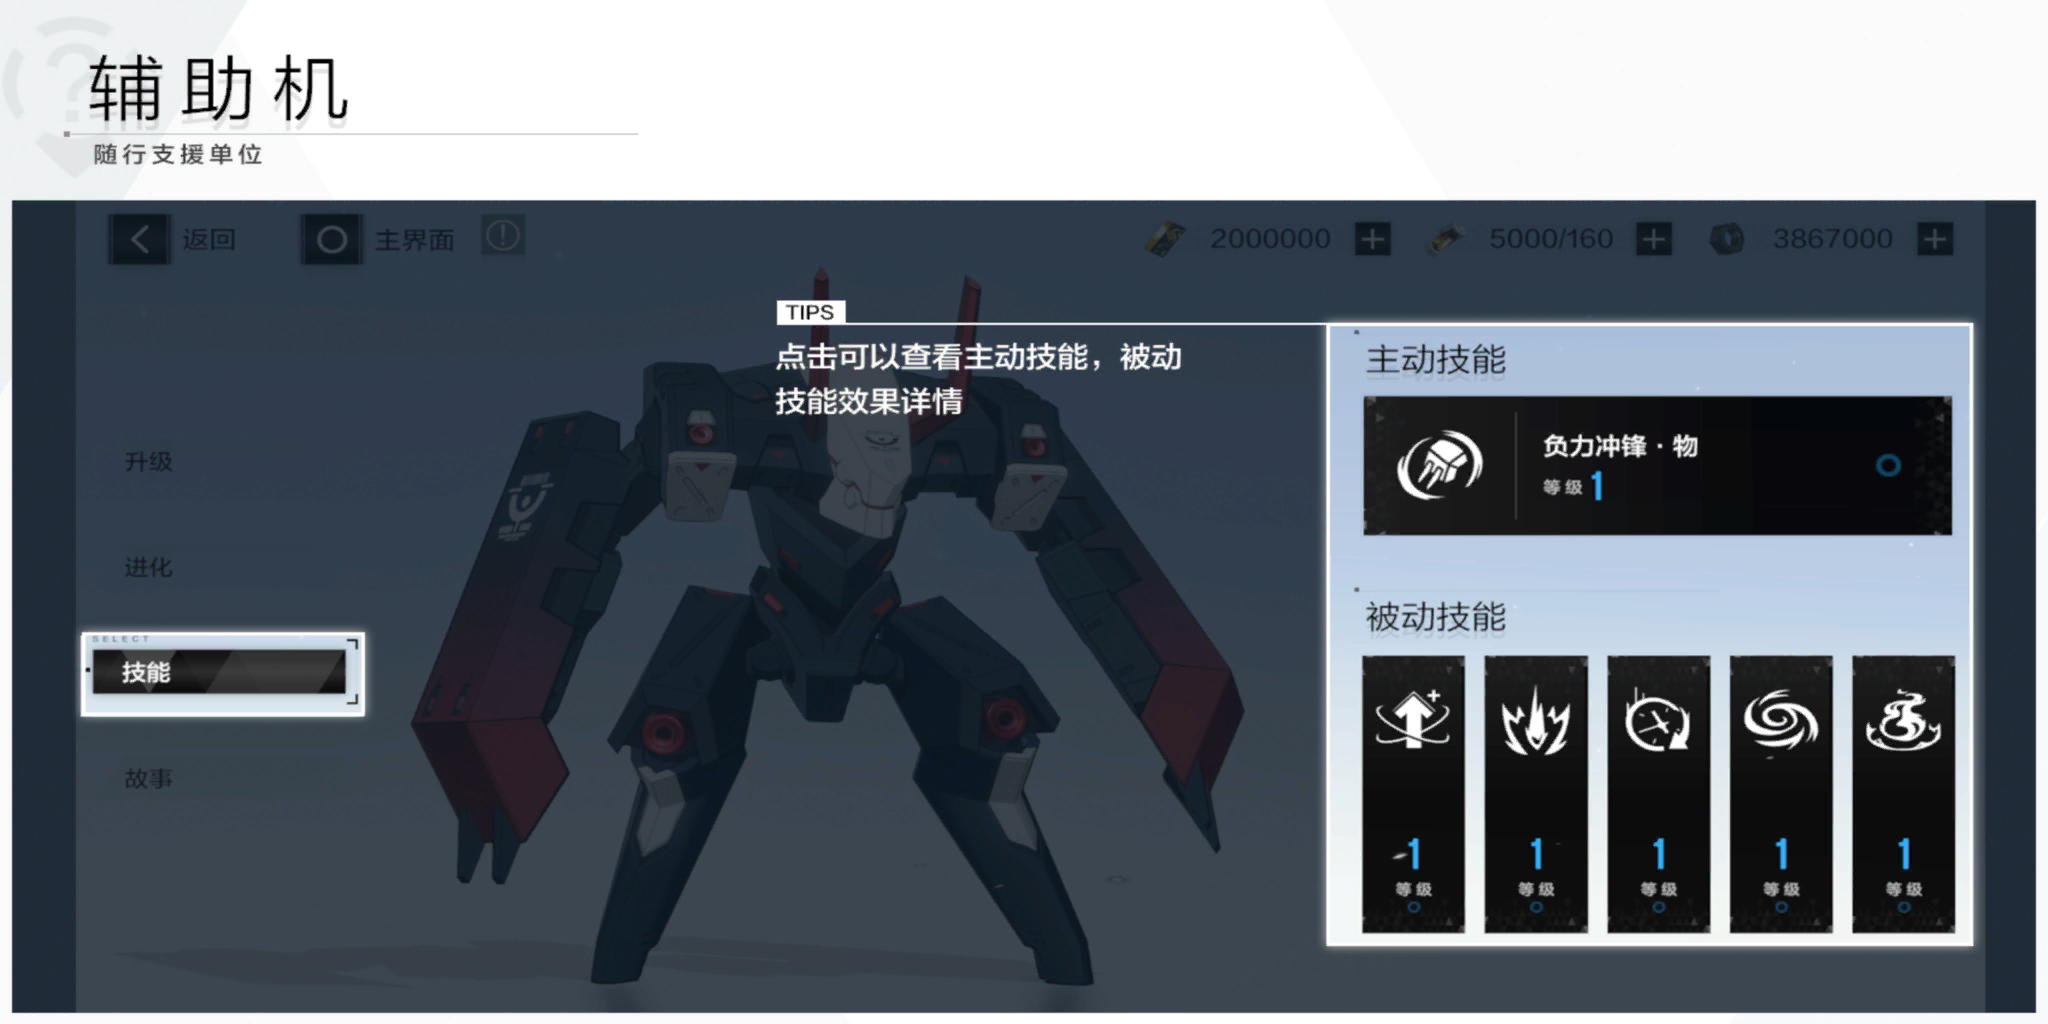 辅助机
随行支援单位
返回
主界面
2000000
5000/160
3867000
TIPS
点击可以查看主动技能，被动
技能效果详情
主动技能
负力冲锋·物
等级 1
升级
进化
SELECT
技能
故事
被动技能
1 1 1 1 1
等级 等级 等级 等级 等级